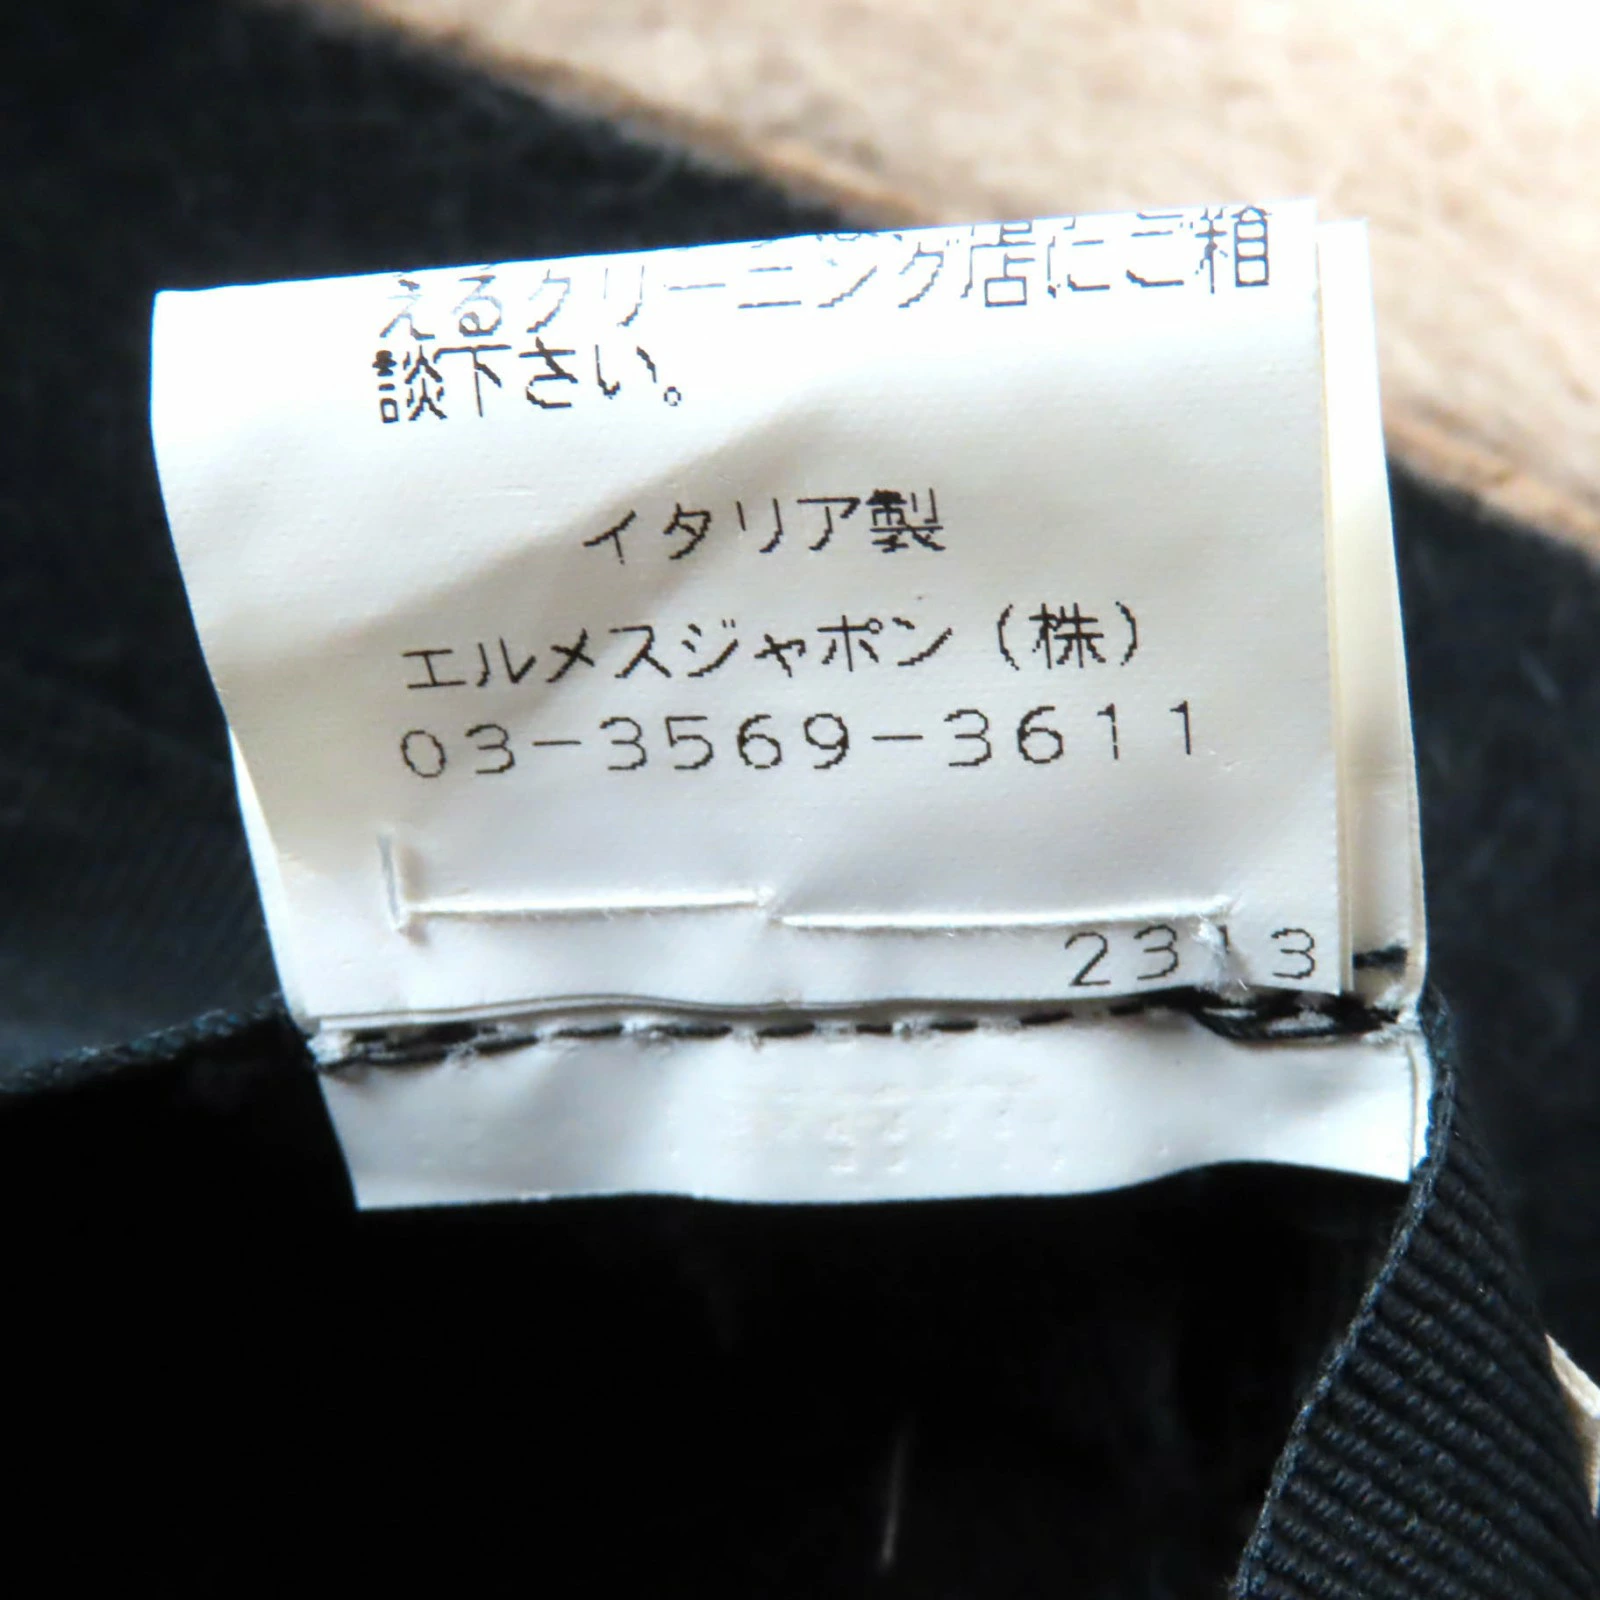 えるクリーニング店にご相
談下さい。
イタリア製
エルメスジャポン(株)
03-3569-3611